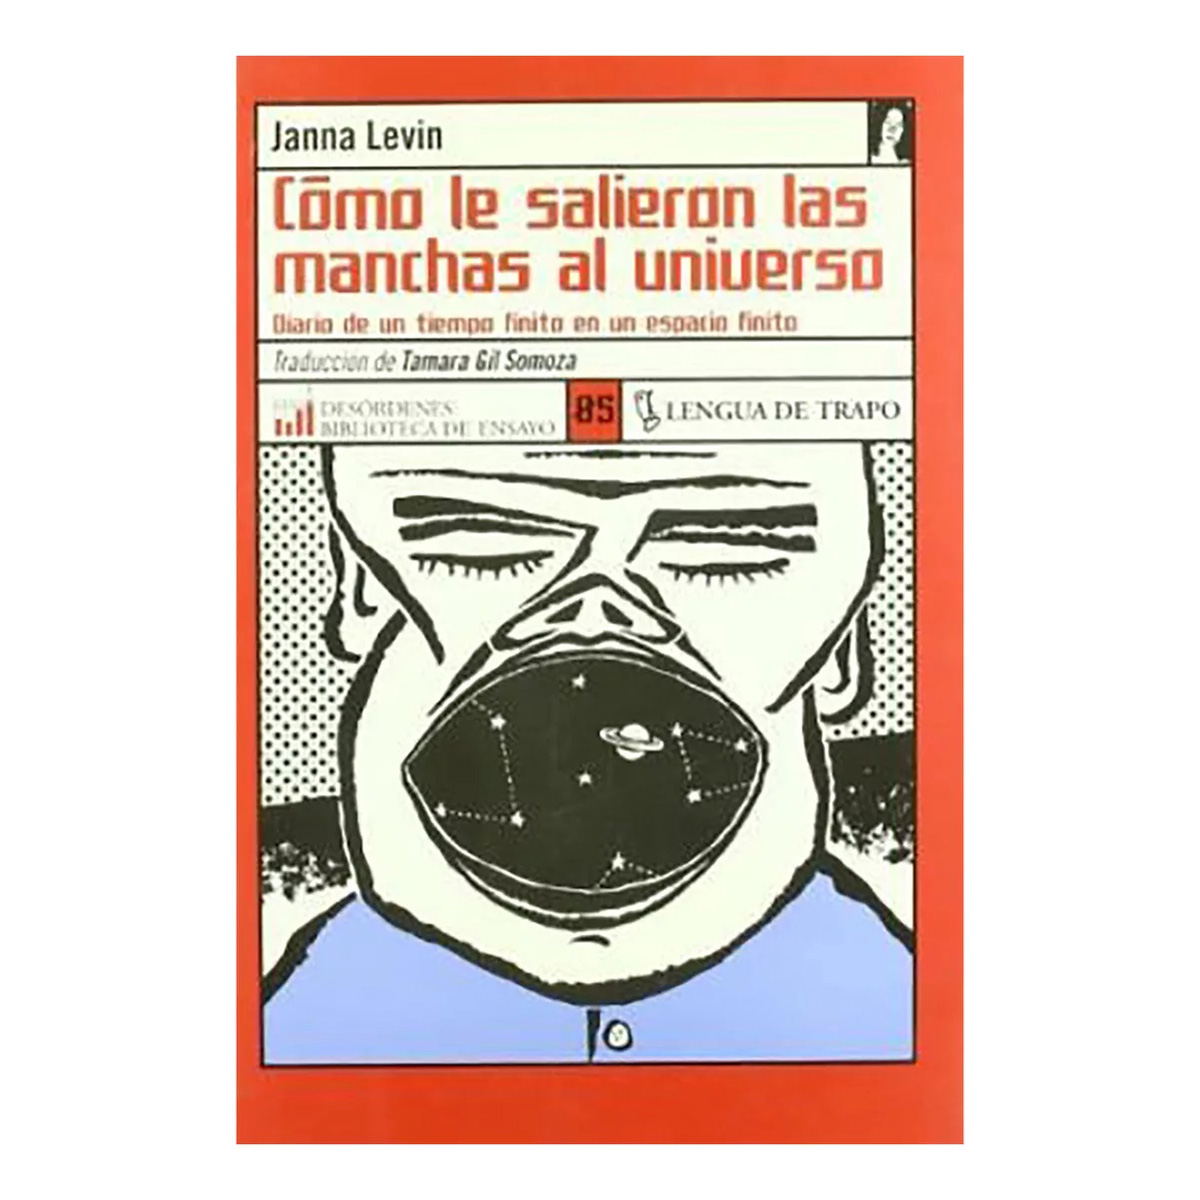 Janna Levin
Cómo le salieron las
manchas al universo
Diario de un tiempo finito en un espacio finito
Traducción de Tamara Gil Somoza
DESÓRDENES
BIBLIOTECA DE ENSAYO
85
LENGUA DE TRAPO